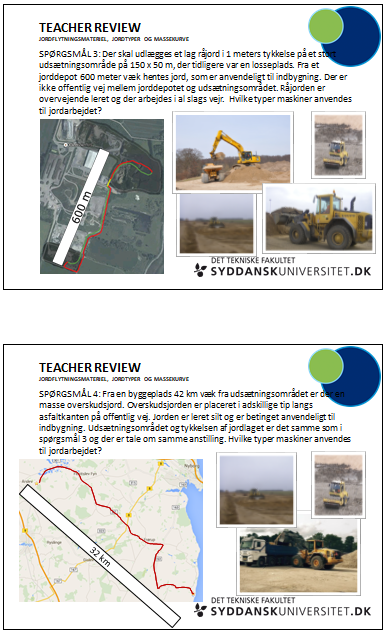 TEACHER REVIEW
JORDFLYTNINGSMATERIEL, JORDTYPER OG MASSEKURVE
SPØRGSMÅL 3: Der skal udlægges et lag råjord i 1 meters tykkelse på et stort
udsætningsområde på 150 x 50 m, der tidligere var en losseplads. Fra et
jorddepot 600 meter væk hentes jord, som er anvendeligt til indbygning. Der er
ikke offentlig vej mellem jorddepotet og udsætningsområdet. Råjorden er
overvejende leret og der arbejdes i al slags vejr. Hvilke typer maskiner anvendes
til jordarbejdet?
600 m
DET TEKNISKE FAKULTET
SYDDANSKUNIVERSITET.DK
TEACHER REVIEW
JORDFLYTNINGSMATERIEL, JORDTYPER OG MASSEKURVE
SPØRGSMÅL 4: Fra en byggeplads 42 km væk fra udsætningsområdet er der en
masse overskudsjord. Overskudsjorden er placeret i adskillige tip langs
asfaltkanten på offentlig vej. Jorden er leret silt og er betinget anvendeligt til
indbygning. Udsætningsområdet og tykkelsen af jordlaget er det samme som i
spørgsmål 3 og der er tale om samme anstilling. Hvilke typer maskiner anvendes
til jordarbejdet?
32 km
DET TEKNISKE FAKULTET
SYDDANSKUNIVERSITET.DK